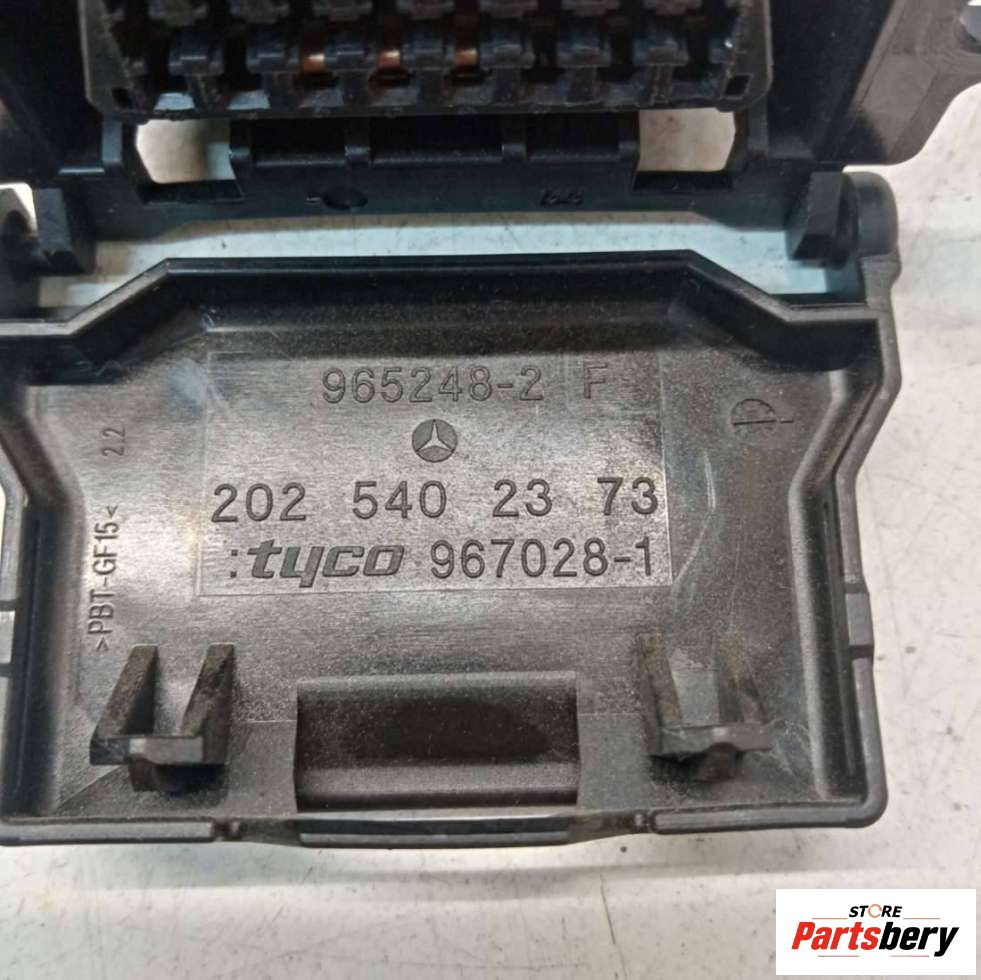 965248-2 F
202 540 23 73
:tyco 967028-1
>PBT-GF15< 22
STORE
Partsbery